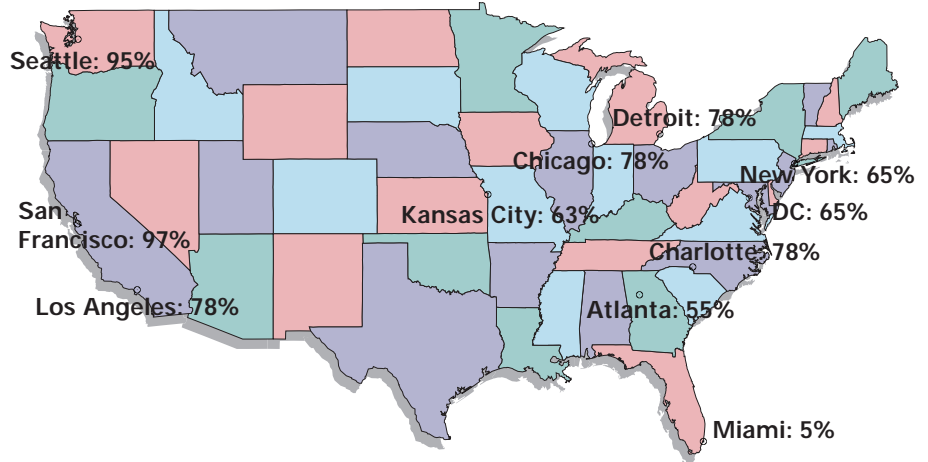 Seattle: 95%
Detroit: 78%
Chicago: 78%
New York: 65%
San
Francisco: 97%
Kansas City: 63%
DC: 65%
Charlotte: 78%
Los Angeles: 78%
Atlanta: 55%
Miami: 5%